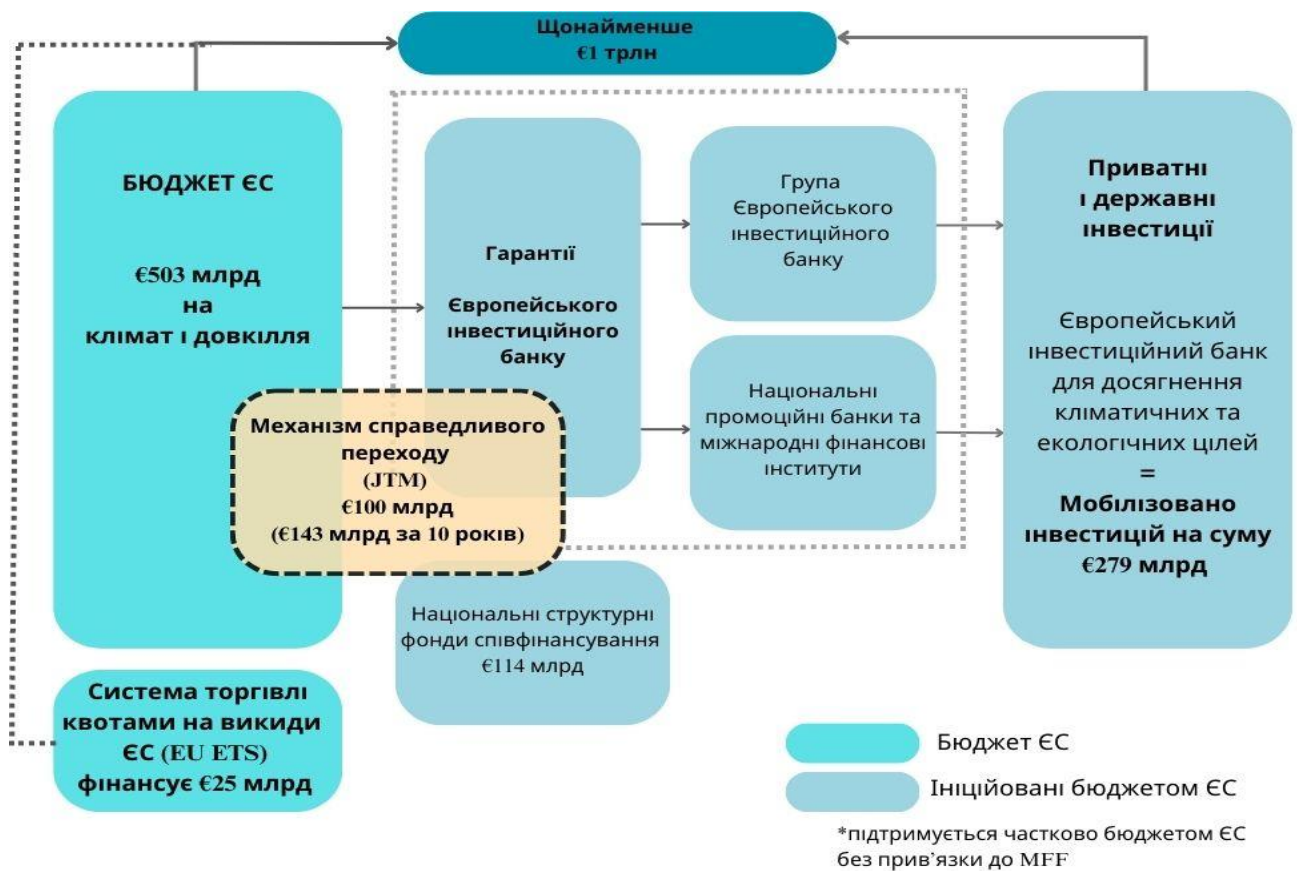 Щонайменше
€1 трлн
БЮДЖЕТ ЄС
€503 млрд
на
клімат і довкілля
Гарантії
Європейського
інвестиційного
банку
Група
Європейського
інвестиційного
банку
Національні
промоційні банки та
міжнародні фінансові
інститути
Приватні
і державні
інвестиції
Європейський
інвестиційний банк
для досягнення
кліматичних та
екологічних цілей
=
Мобілізовано
інвестицій на суму
€279 млрд
Механізм справедливого
переходу
(JTM)
€100 млрд
(€143 млрд за 10 років)
Національні структурні
фонди співфінансування
€114 млрд
Система торгівлі
квотами на викиди
ЄС (EU ETS)
фінансує €25 млрд
Бюджет ЄС
Ініційовані бюджетом ЄС
*підтримується частково бюджетом ЄС
без прив’язки до MFF